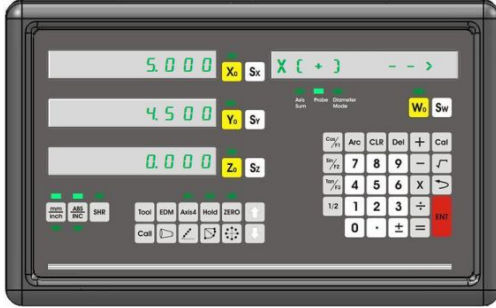 5.000 X₀ Sx X [ + ] - - >
Axis Sum Probe Diameter Mode
4.500 Y₀ Sy W₀ Sw
Cos/F1 Arc CLR Del + Cal
0.000 Z₀ Sz Sin/F2 7 8 9 - √
Tan/F3 4 5 6 X
mm inch ABS INC SHR Tool EDM Axis4 Hold ZERO ↑ 1/2 1 2 3 ÷ ENT
Call ↓ 0 · ± =